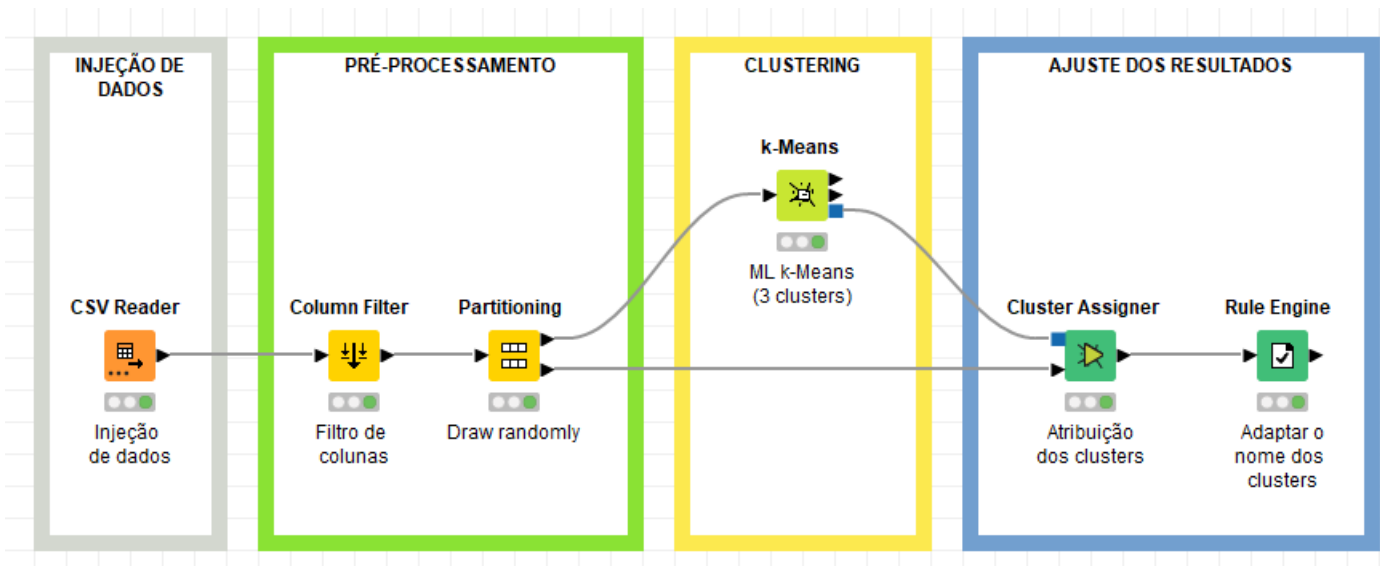 INJEÇÃO DE
DADOS
PRÉ-PROCESSAMENTO
CLUSTERING
AJUSTE DOS RESULTADOS
k-Means
ML k-Means
(3 clusters)
CSV Reader
Injeção
de dados
Column Filter
Filtro de
colunas
Partitioning
Draw randomly
Cluster Assigner
Atribuição
dos clusters
Rule Engine
Adaptar o
nome dos
clusters